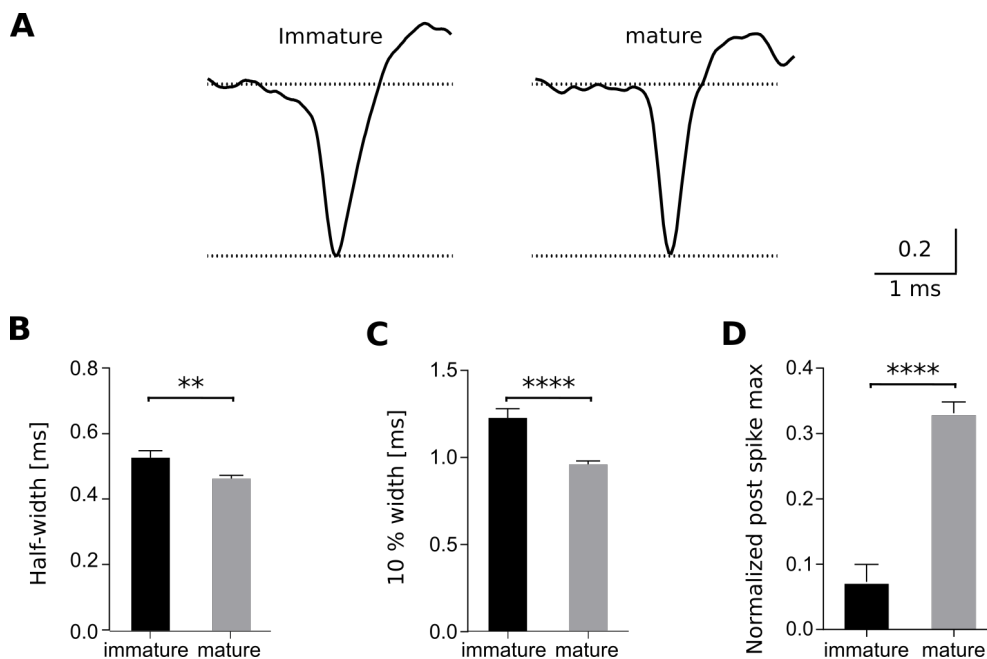 A
Immature
mature
0.2
1 ms
B
Half-width [ms]
0.8
0.6
0.4
0.2
0.0
**
immature mature
C
10 % width [ms]
1.5
1.0
0.5
0.0
****
immature mature
D
Normalized post spike max
0.4
0.3
0.2
0.1
0.0
****
immature mature